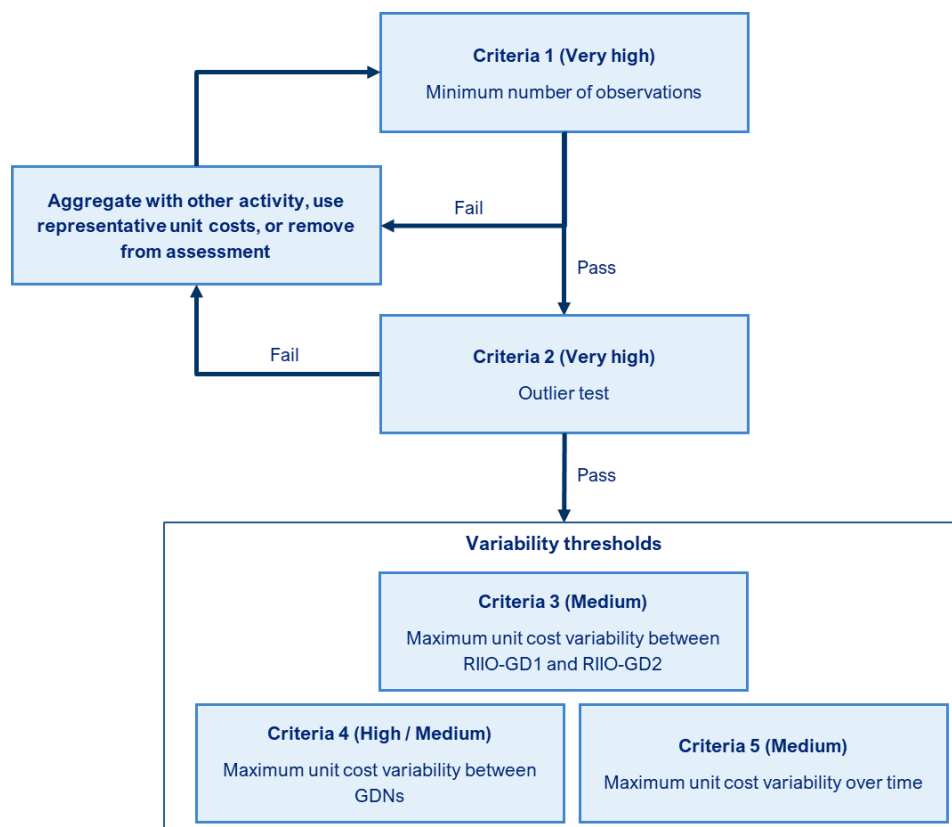 Criteria 1 (Very high)
Minimum number of observations
Aggregate with other activity, use
representative unit costs, or remove
from assessment
Fail
Pass
Criteria 2 (Very high)
Outlier test
Fail
Pass
Variability thresholds
Criteria 3 (Medium)
Maximum unit cost variability between
RIIO-GD1 and RIIO-GD2
Criteria 4 (High / Medium)
Maximum unit cost variability between
GDNs
Criteria 5 (Medium)
Maximum unit cost variability over time